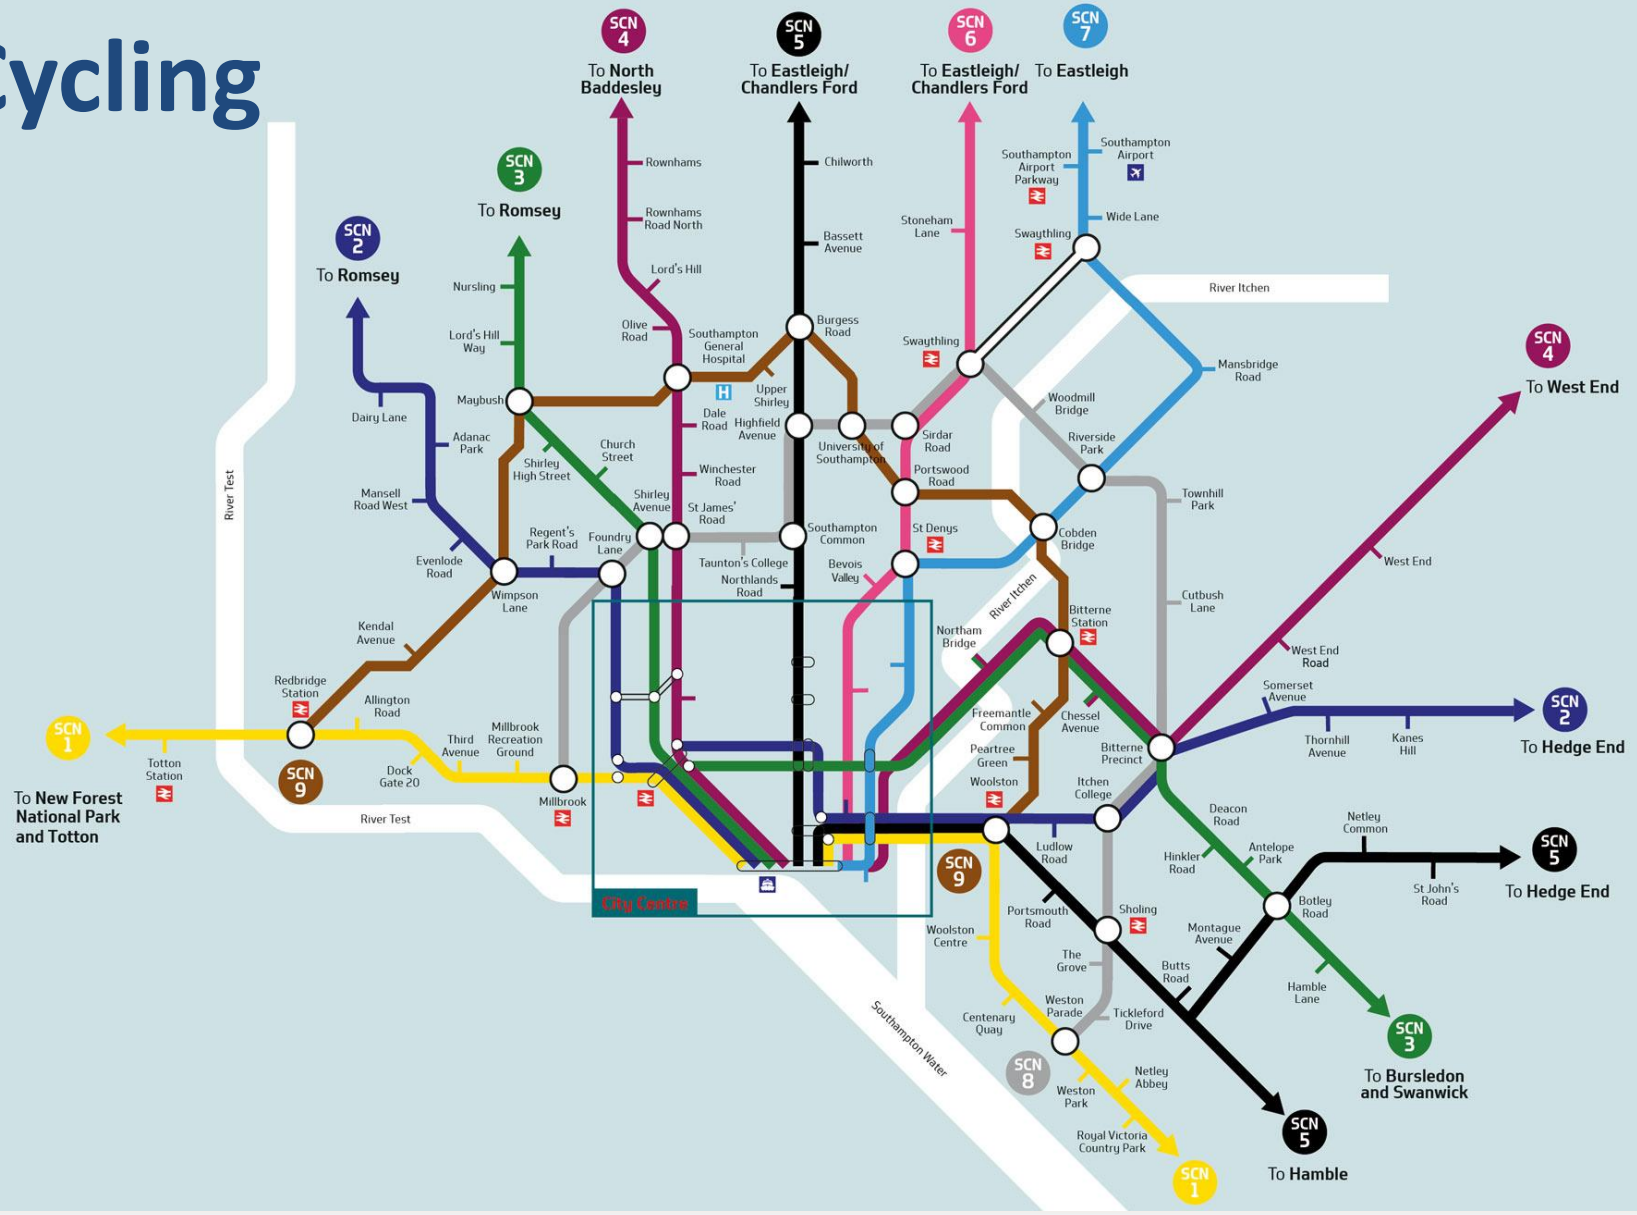 Cycling
SCN
4
To North
Baddesley
SCN
5
To Eastleigh/
Chandlers Ford
SCN
6
To Eastleigh/
Chandlers Ford
SCN
7
To Eastleigh
SCN
3
To Romsey
SCN
2
To Romsey
Rownhams
Rownhams
Road North
Lord's Hill
Olive
Road
Chilworth
Bassett
Avenue
Burgess
Road
Stoneham
Lane
Southampton
Airport
Parkway
Southampton
Airport
Wide Lane
Swaythling
Swaythling
River Itchen
Nursling
Lord's Hill
Way
Maybush
Southampton
General
Hospital
H
Upper
Shirley
Dale
Road
Highfield
Avenue
University of
Southampton
Sirdar
Road
Portswood
Road
Woodmill
Bridge
Riverside
Park
Mansbridge
Road
SCN
4
To West End
Dairy Lane
Adanac
Park
Mansell
Road West
Evenlode
Road
Shirley
High Street
Church
Street
Shirley
Avenue
Winchester
Road
St James'
Road
Regent's
Park Road
Foundry
Lane
Wimpson
Lane
Taunton's College
Southampton
Common
Northlands
Road
Bevois
Valley
St Denys
Cobden
Bridge
Townhill
Park
West End
Cutbush
Lane
River Test
River Itchen
Northam
Bridge
Bitterne
Station
West End
Road
Kendal
Avenue
Redbridge
Station
Allington
Road
Third
Avenue
Millbrook
Recreation
Ground
Dock
Gate 20
Millbrook
SCN
1
Totton
Station
To New Forest
National Park
and Totton
SCN
9
River Test
Freemantle
Common
Chessel
Avenue
Peartree
Green
Woolston
Bitterne
Precinct
Itchen
College
Somerset
Avenue
Thornhill
Avenue
Kanes
Hill
SCN
2
To Hedge End
Ludlow
Road
SCN
9
Deacon
Road
Hinkler
Road
Antelope
Park
Netley
Common
St John's
Road
SCN
5
To Hedge End
City Centre
Portsmouth
Road
Sholing
Woolston
Centre
The
Grove
Montague
Avenue
Botley
Road
Butts
Road
Hamble
Lane
Centenary
Quay
Weston
Parade
Tickleford
Drive
Southampton Water
SCN
8
Weston
Park
Netley
Abbey
Royal Victoria
Country Park
SCN
1
SCN
3
To Bursledon
and Swanwick
SCN
5
To Hamble